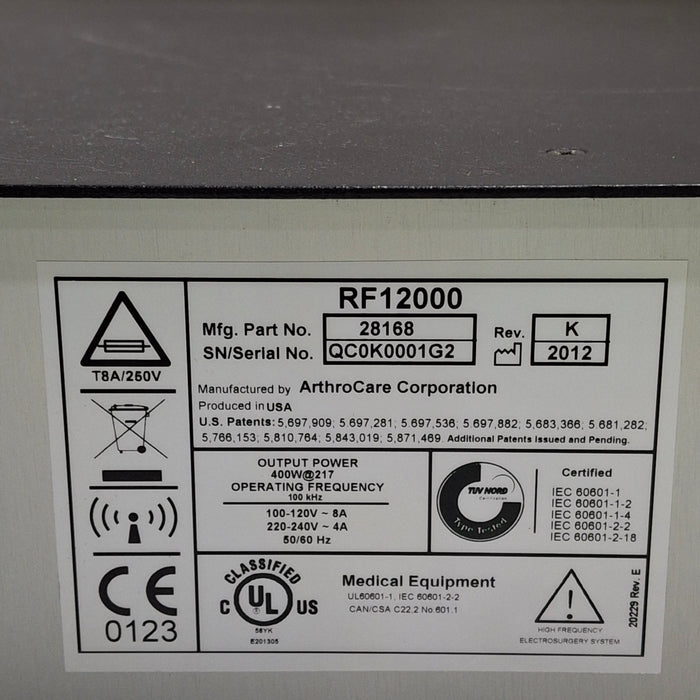 RF12000
Mfg. Part No. 28168 Rev. K
SN/Serial No. QC0K0001G2 2012
Manufactured by ArthroCare Corporation
Produced in USA
U.S. Patents: 5,697,909; 5.697,281; 5.697,536; 5.697,882; 5,683,366; 5.681,282;
5,766,153; 5,810,764; 5,843,019; 5,871,469. Additional Patents Issued and Pending.
T8A/250V
OUTPUT POWER
400W@217
OPERATING FREQUENCY
100 kHz
100-120V ~ 8A
220-240V ~ 4A
50/60 Hz
TUV NORD
Type Tested
Certified
IEC 60601-1
IEC 60601-1-2
IEC 60601-1-4
IEC 60601-2-2
IEC 60601-2-18
CE
0123
CLASSIFIED
C UL US
56YK
E201305
Medical Equipment
UL60601-1, IEC 60601-2-2
CAN/CSA C22.2 No.601.1
HIGH FREQUENCY
ELECTROSURGERY SYSTEM
20229 Rev. E